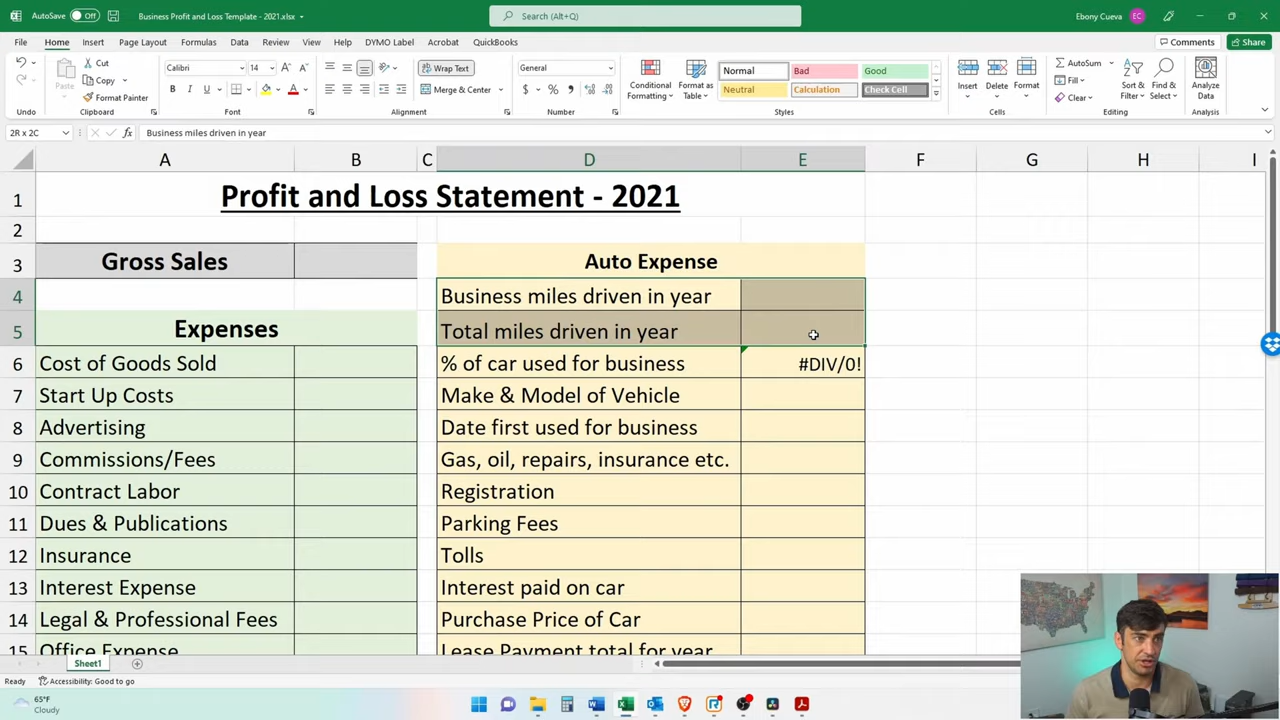 AutoSave Off Business Profit and Loss Template - 2021.xlsx Search (Alt+Q) Ebony Cueva EC
File Home Insert Page Layout Formulas Data Review View Help DYMO Label Acrobat QuickBooks Comments Share
Cut Calibri 14 Wrap Text General Normal Bad Good AutoSum
Paste Copy Conditional Formatting Format as Table Neutral Calculation Check Cell Insert Delete Format Fill Sort & Filter Find & Select Analyze Data
Format Painter B I U Merge & Center $ % Clear
Undo Clipboard Font Alignment Number Styles Cells Editing Analysis
2R x 2C fx Business miles driven in year
A B C D E F G H I
1 Profit and Loss Statement - 2021
2
3 Gross Sales Auto Expense
4 Business miles driven in year
5 Expenses Total miles driven in year
6 Cost of Goods Sold % of car used for business #DIV/0!
7 Start Up Costs Make & Model of Vehicle
8 Advertising Date first used for business
9 Commissions/Fees Gas, oil, repairs, insurance etc.
10 Contract Labor Registration
11 Dues & Publications Parking Fees
12 Insurance Tolls
13 Interest Expense Interest paid on car
14 Legal & Professional Fees Purchase Price of Car
15 Office Expense Lease Payment total for year
Sheet1
Ready Accessibility: Good to go
65°F
Cloudy